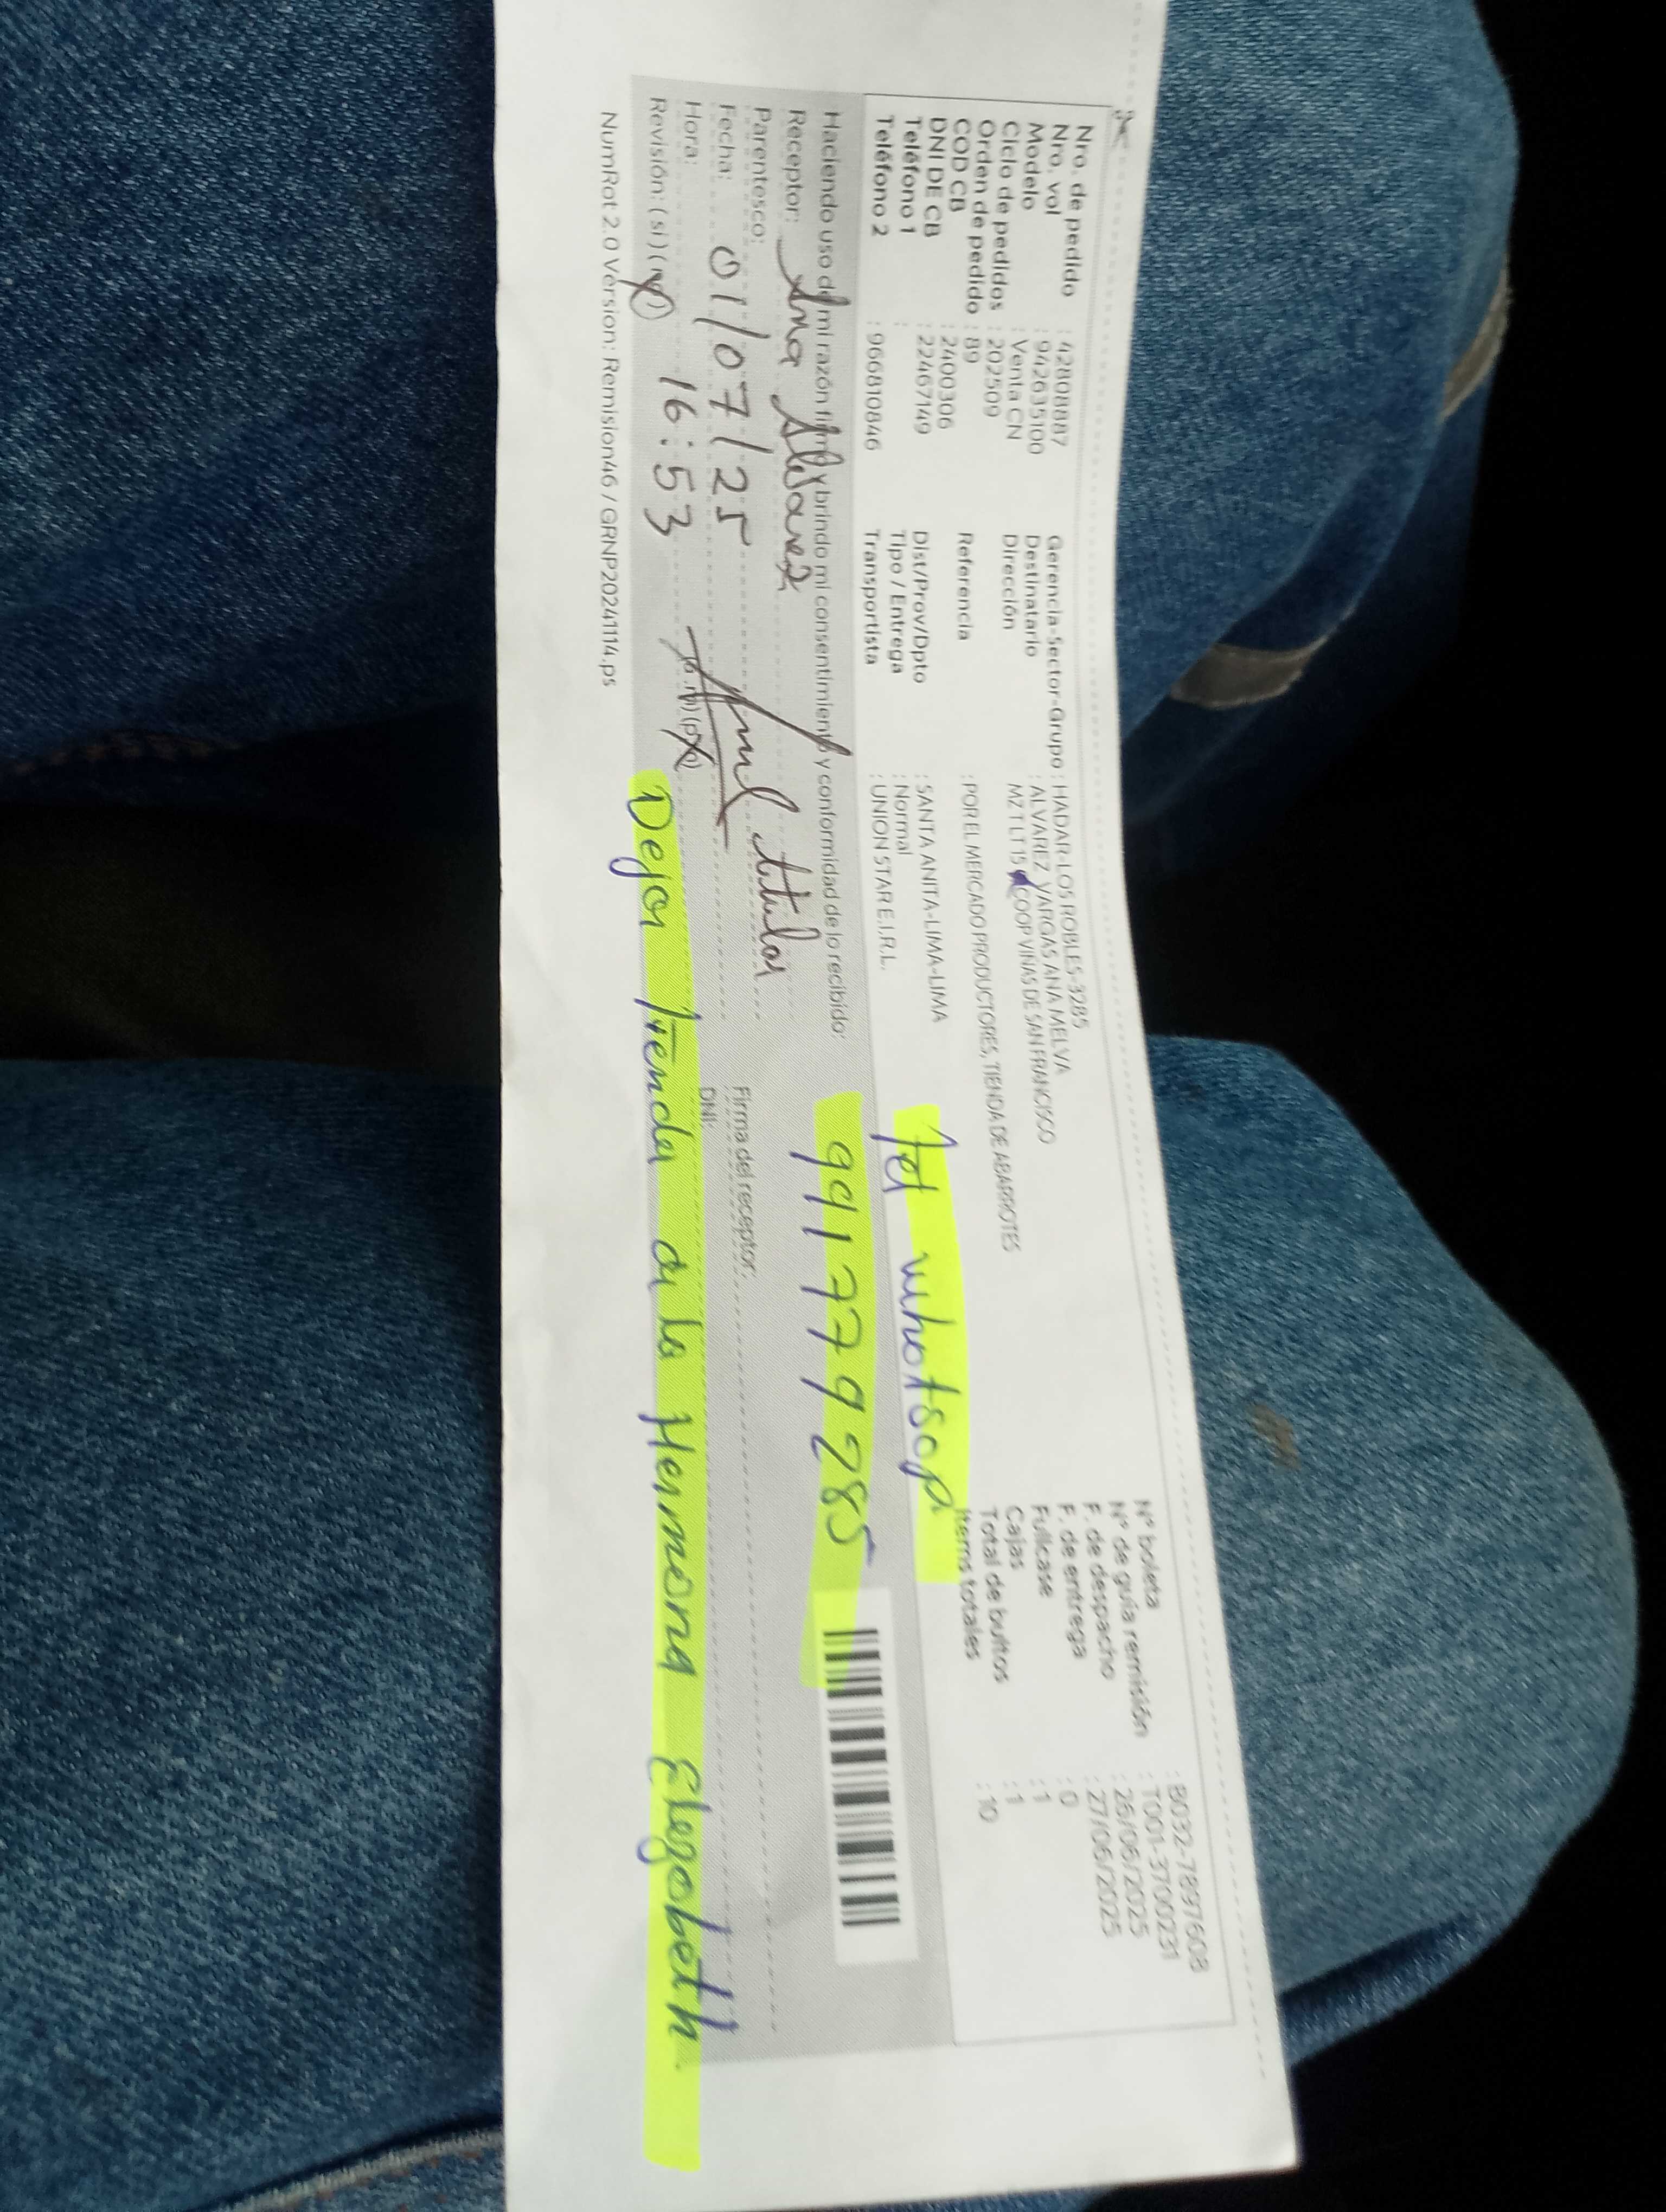 Nro. de pedido : 42808887
Nro. vol : 942635100
Modelo : Venta CN
Ciclo de pedidos : 202509
Orden de pedido : 89
COD CB : 2400306
DNI DE CB : 22467149
Teléfono 1 :
Teléfono 2 : 966810846
Gerencia-Sector-Grupo : HADAR-LOS ROBLES-3285
Destinatario : ALVAREZ VARGAS ANA MELVA
Dirección : MZ T LT 15 COOP VIÑAS DE SAN FRANCISCO
Referencia : POR EL MERCADO PRODUCTORES, TIENDA DE ABARROTES
Dist/Prov/Dpto : SANTA ANITA-LIMA-LIMA
Tipo / Entrega : Normal
Transportista : UNION STAR E.I.R.L.
N° boleta : B032-7897608
N° de guía remisión : T001-3700231
F. de despacho : 26/06/2025
F. de entrega : 27/06/2025
Fullcase : 0
Cajas : 1
Total de bultos : 1
Items totales : 10
tel whatsap
991779285
Haciendo uso de mi razón firmo y brindo mi consentimiento y conformidad de lo recibido:
Receptor: Ana Alvarez
Parentesco: titular
Fecha: 01/07/25
Hora: 16:53 (a.m) (p.m)
Revisión: (si) (no)
Firma del receptor:
DNI:
Dejar Tienda de la Hermana Elezabeth
NumRot 2.0 Version: Remision46 / GRNP20241114.ps